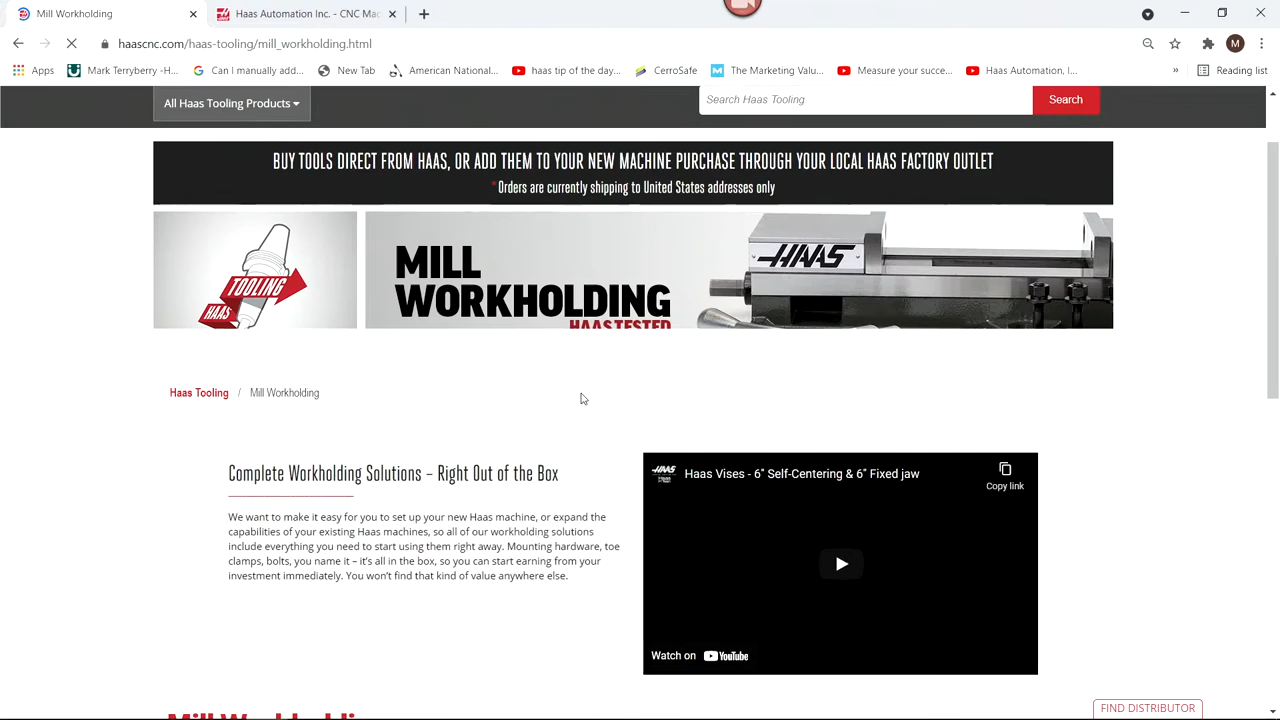 Mill Workholding
Haas Automation Inc. - CNC Mac
haascnc.com/haas-tooling/mill_workholding.html
M
Apps
Mark Terryberry -H...
Can I manually add...
New Tab
American National...
haas tip of the day...
CerroSafe
The Marketing Valu...
Measure your succe...
Haas Automation, I...
»
Reading list
All Haas Tooling Products
Search Haas Tooling
Search
BUY TOOLS DIRECT FROM HAAS, OR ADD THEM TO YOUR NEW MACHINE PURCHASE THROUGH YOUR LOCAL HAAS FACTORY OUTLET
*Orders are currently shipping to United States addresses only
TOOLING
HAAS
MILL
WORKHOLDING
HAAS TESTED
HAAS
Haas Tooling / Mill Workholding
Complete Workholding Solutions – Right Out of the Box
We want to make it easy for you to set up your new Haas machine, or expand the
capabilities of your existing Haas machines, so all of our workholding solutions
include everything you need to start using them right away. Mounting hardware, toe
clamps, bolts, you name it – it's all in the box, so you can start earning from your
investment immediately. You won't find that kind of value anywhere else.
HAAS
Haas Vises - 6" Self-Centering & 6" Fixed jaw
Copy link
Watch on YouTube
Mill Workholding
FIND DISTRIBUTOR